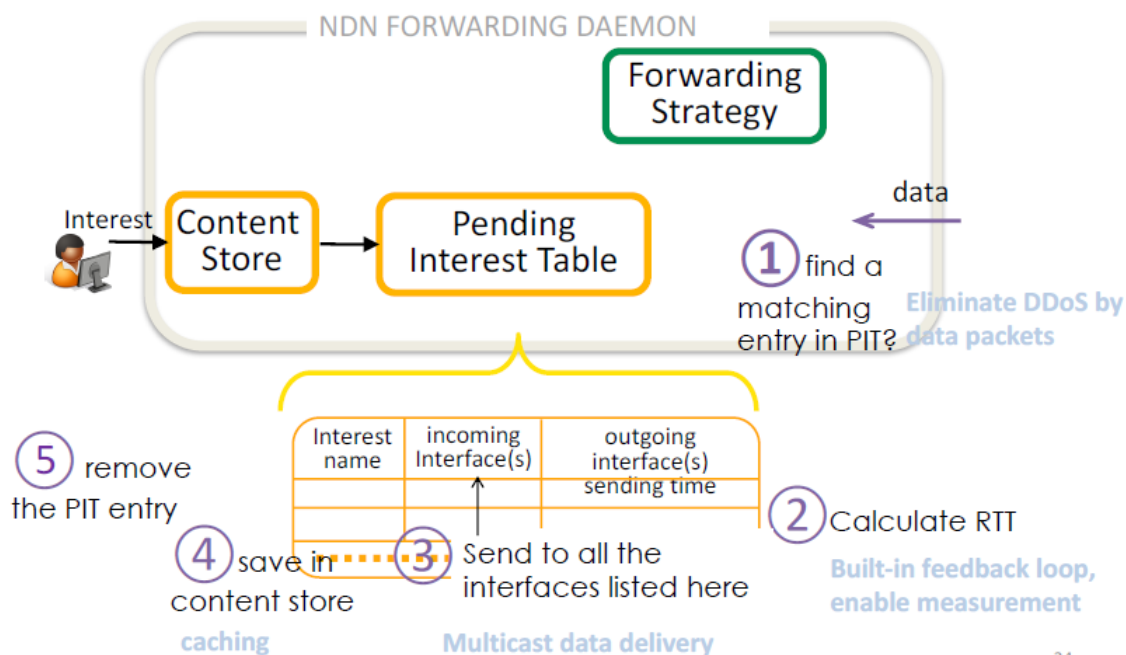 NDN FORWARDING DAEMON
Forwarding
Strategy
Interest
Content
Store
Pending
Interest Table
data
1 find a
matching
entry in PIT?
Eliminate DDoS by
data packets
Interest
name
incoming
Interface(s)
outgoing
interface(s)
sending time
2 Calculate RTT
Built-in feedback loop,
enable measurement
3 Send to all the
interfaces listed here
Multicast data delivery
4 save in
content store
caching
5 remove
the PIT entry